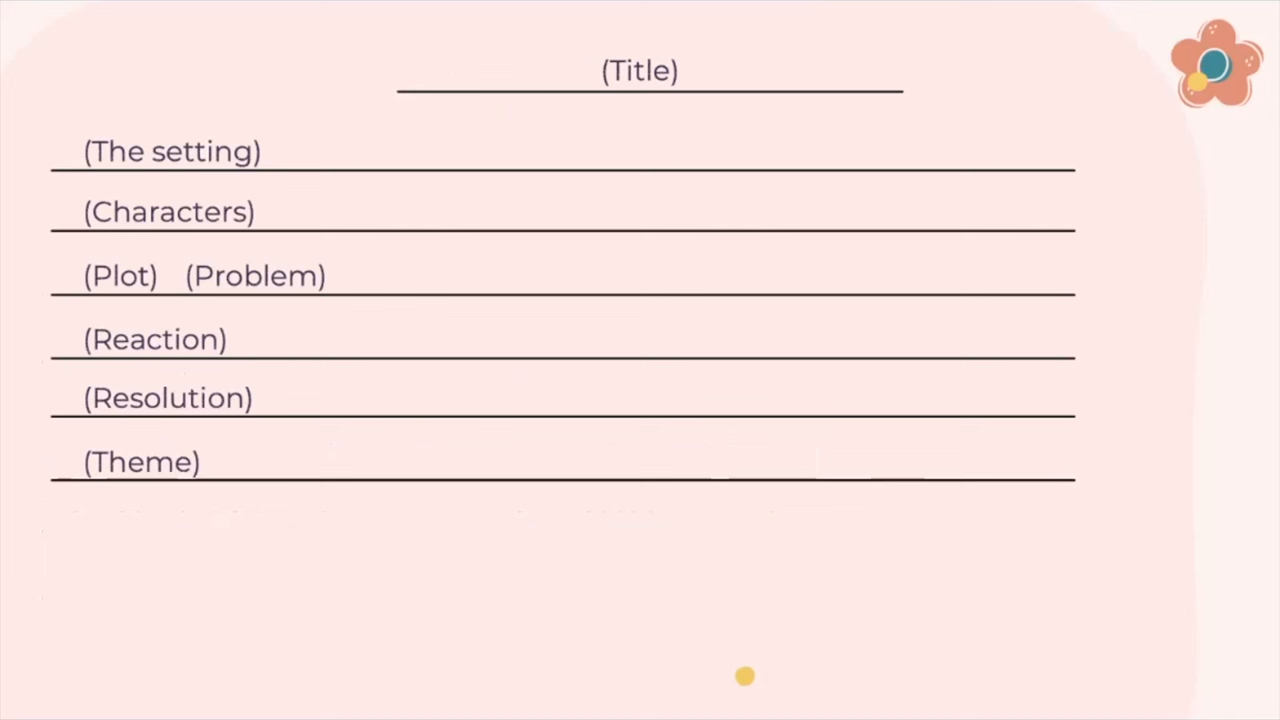 (Title)
(The setting)
(Characters)
(Plot) (Problem)
(Reaction)
(Resolution)
(Theme)